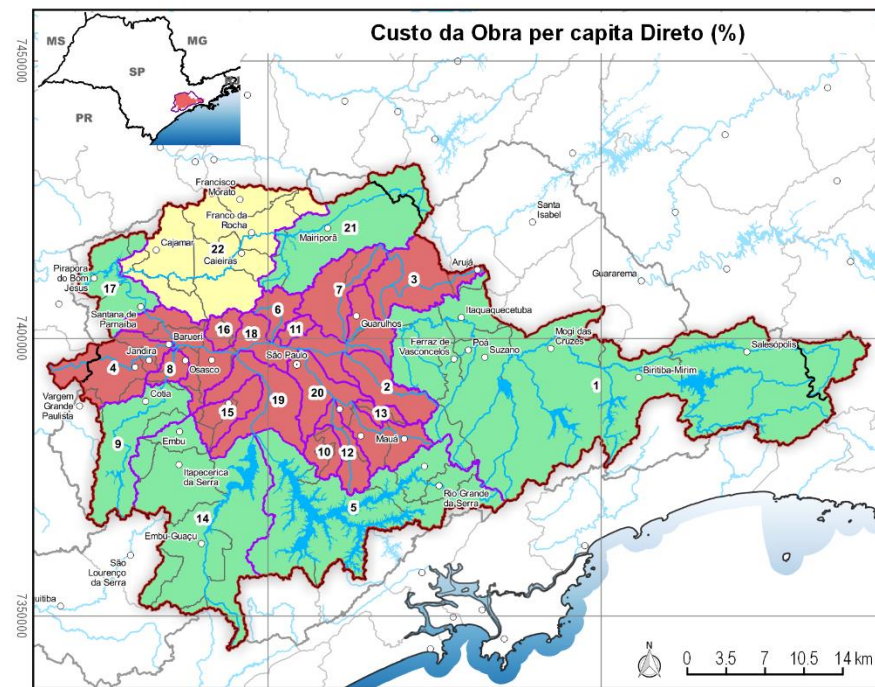 Custo da Obra per capita Direto (%)
MS
MG
SP
PR
7450000
7400000
7350000
Francisco
Morato
Franco da
Rocha
Cajamar
22
Caieiras
21
Mairiporã
Santa
Isabel
Pirapora
do Bom
Jesus
17
Arujá
3
7
Guararema
Santana de
Parnaíba
6
Guarulhos
Itaquaquecetuba
16
18
11
Barueri
São Paulo
Ferraz de
Vasconcelos
Poá
Suzano
Mogi das
Cruzes
Salesópolis
Jandira
4
8
Osasco
2
1
Biritiba-Mirim
Vargem
Grande
Paulista
Cotia
15
19
20
13
Embu
Mauá
9
10
12
Itapecerica
da Serra
Rio Grande
da Serra
5
14
Embu-Guaçu
São
Lourenço
da Serra
uitiba
N
0 3.5 7 10.5 14 km